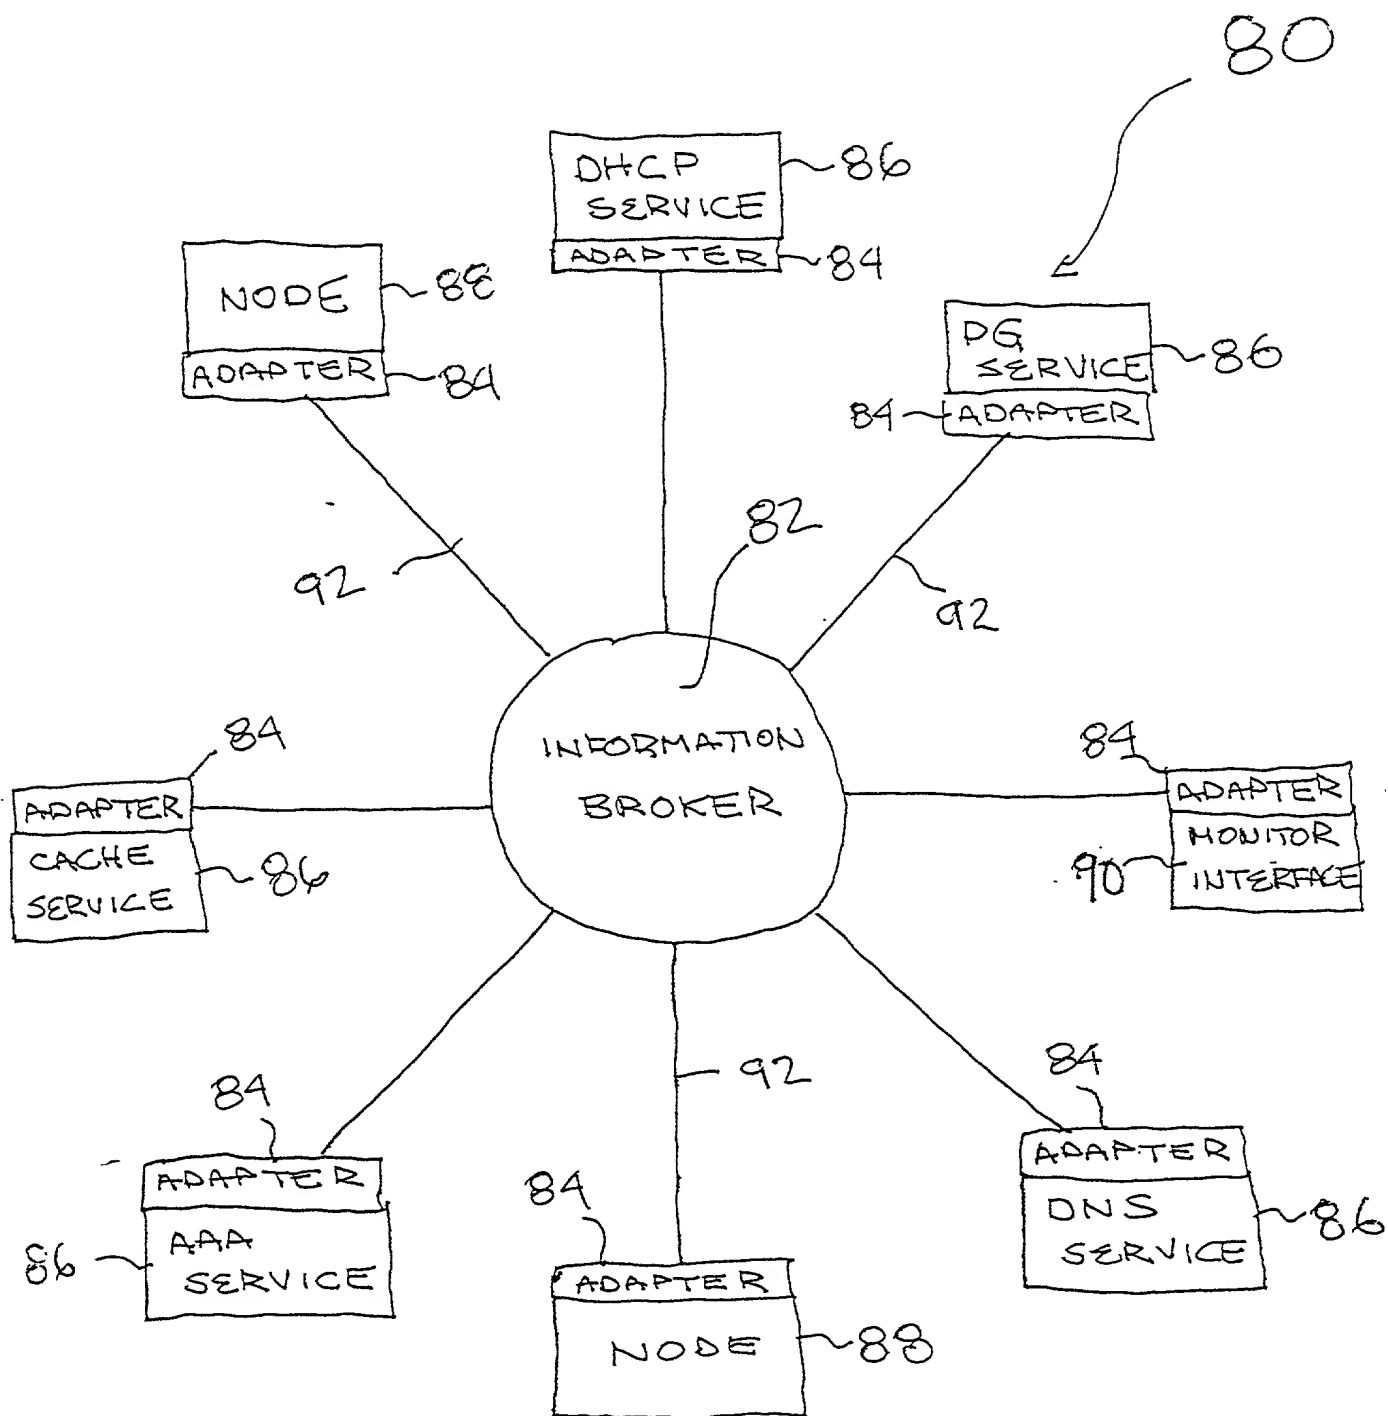 80
DHCP
SERVICE
86
ADAPTER
84
NODE
88
ADAPTER
84
DG
SERVICE
86
84
ADAPTER
82
92
92
INFORMATION
BROKER
84
ADAPTER
CACHE
SERVICE
86
84
ADAPTER
MONITOR
INTERFACE
90
92
84
ADAPTER
AAA
SERVICE
86
84
ADAPTER
NODE
88
84
ADAPTER
DNS
SERVICE
86